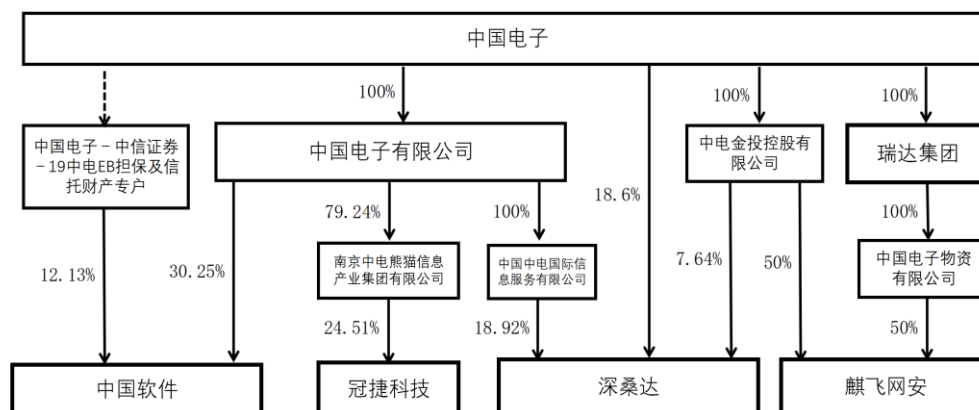 中国电子
100%
100%
100%
中国电子－中信证券
－19中电EB担保及信
托财产专户
中国电子有限公司
中电金投控股有
限公司
瑞达集团
18.6%
79.24%
100%
100%
12.13%
30.25%
南京中电熊猫信息
产业集团有限公司
中国中电国际信
息服务有限公司
7.64%
50%
中国电子物资
有限公司
24.51%
18.92%
50%
中国软件
冠捷科技
深桑达
麒飞网安